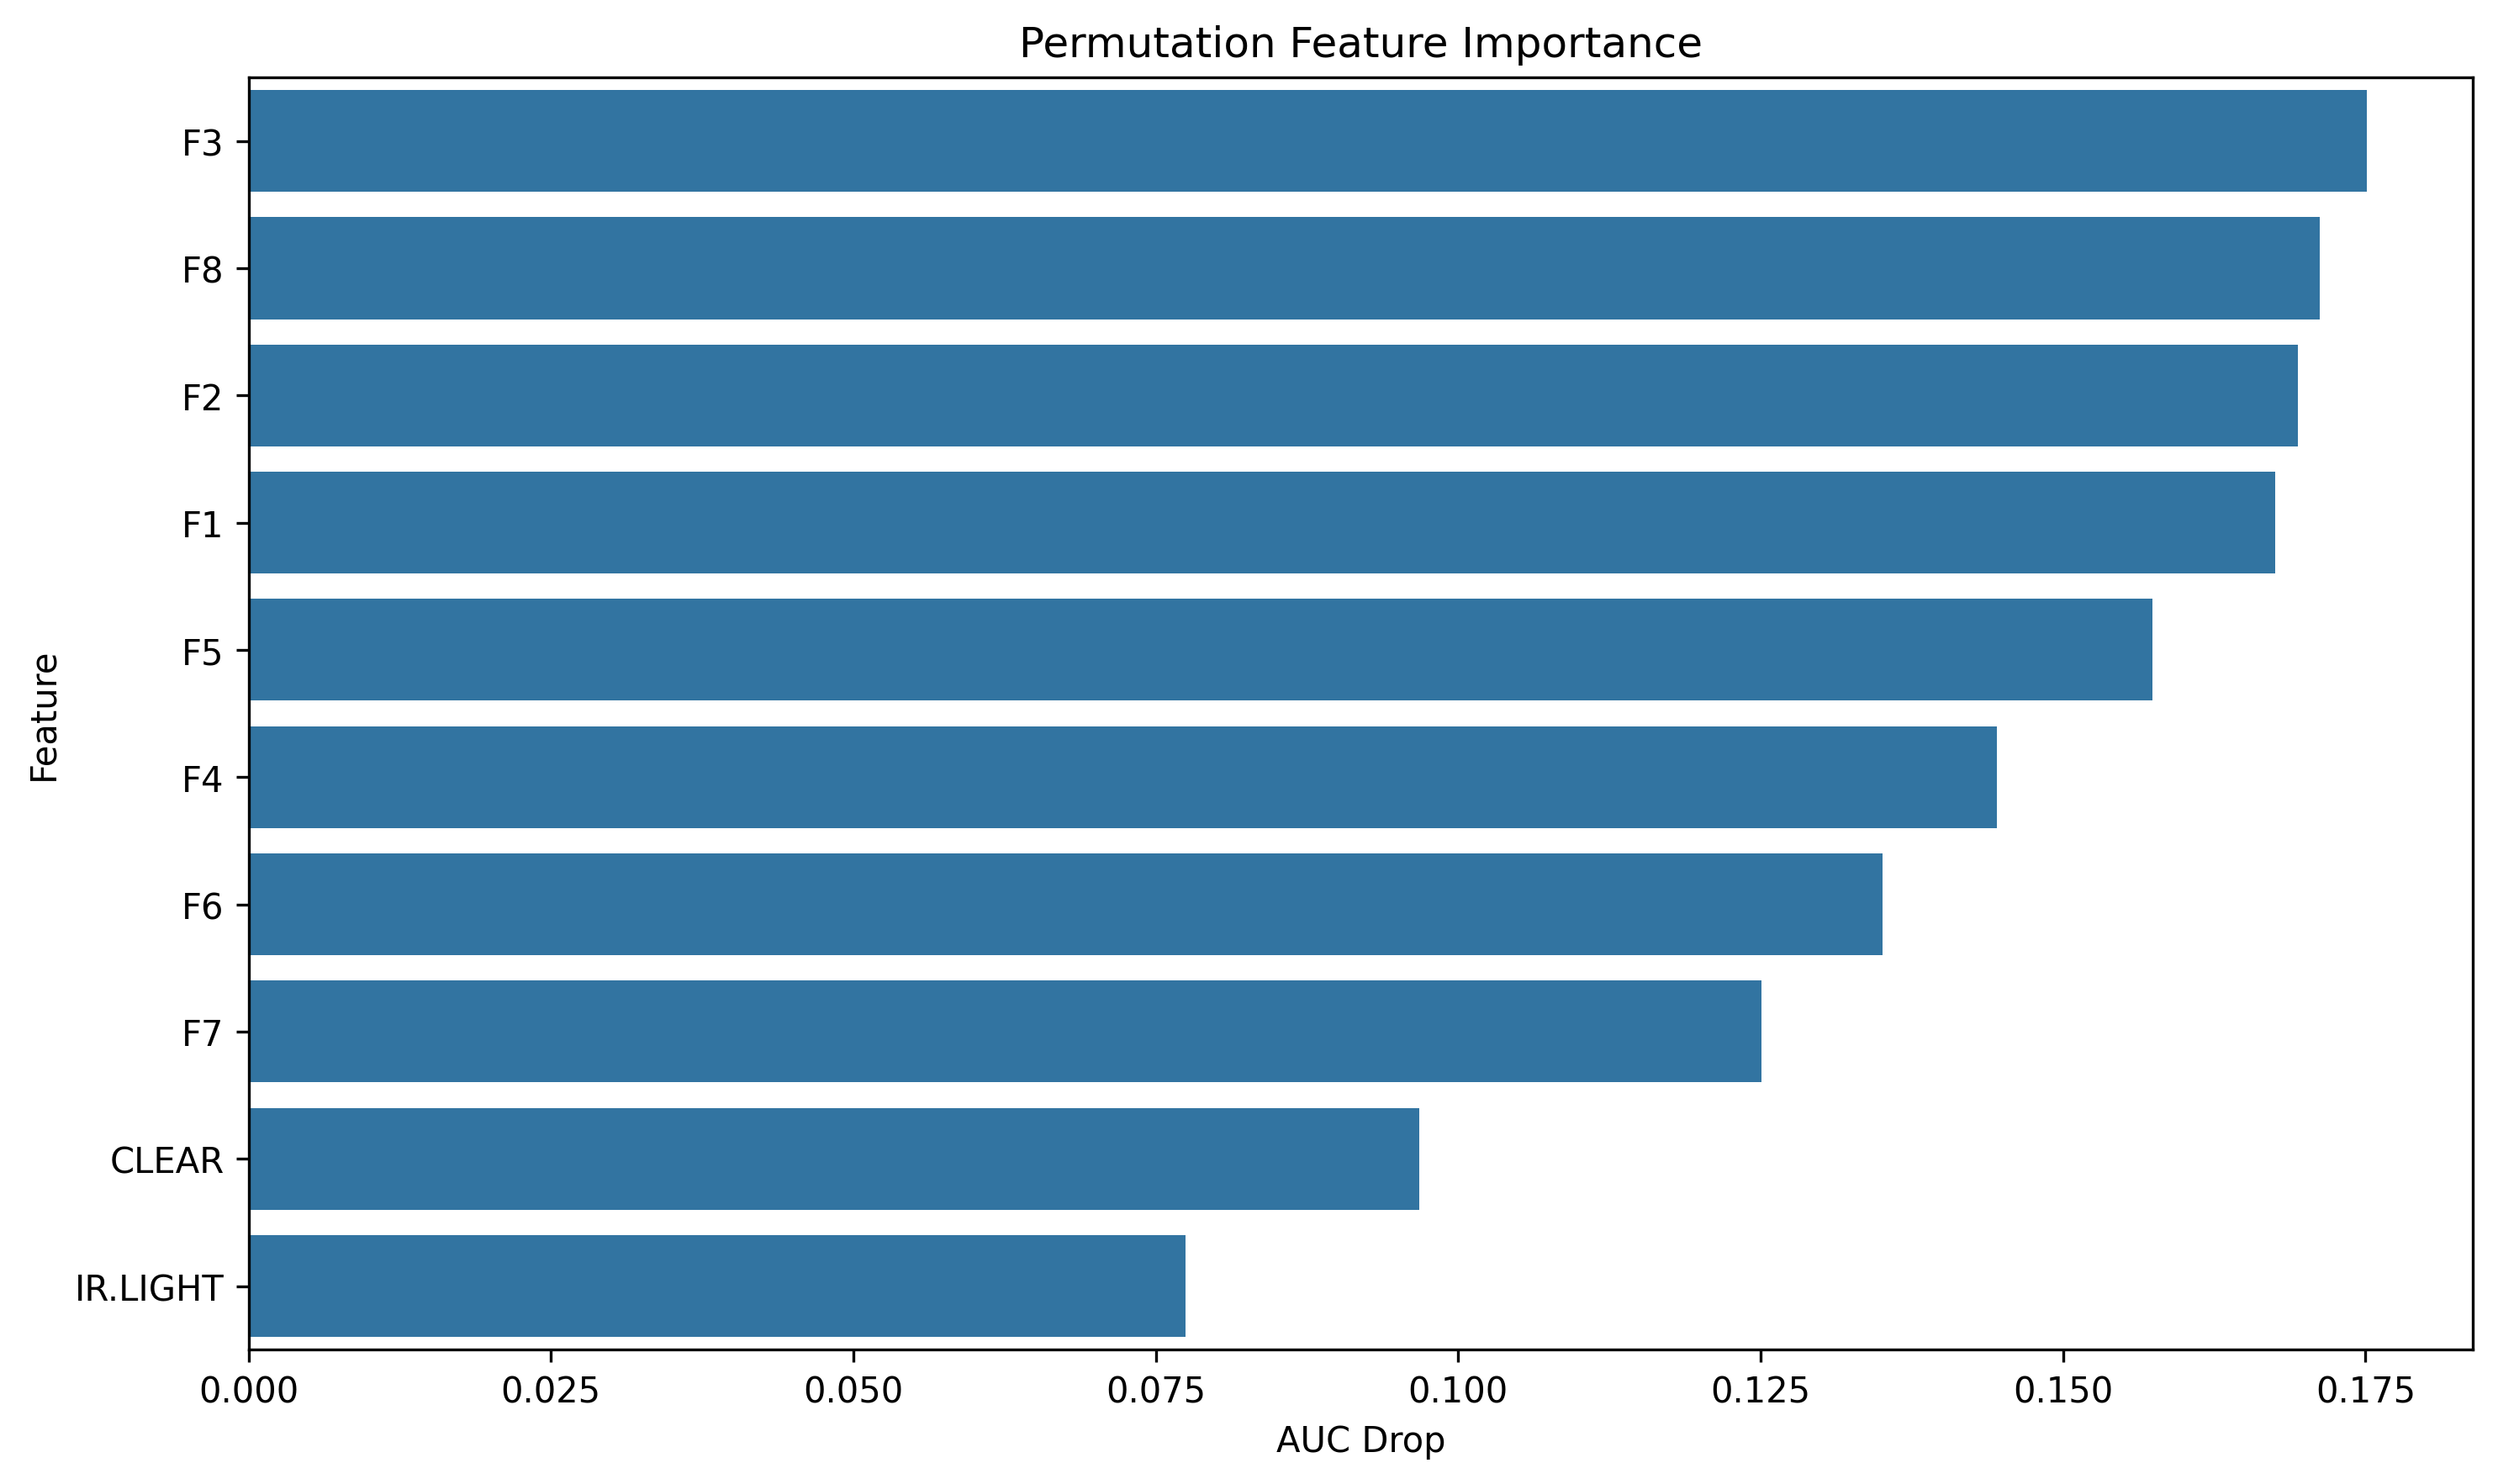 Permutation Feature Importance
F3
F8
F2
F1
F5
F4
F6
F7
CLEAR
IR.LIGHT
Feature
0.000 0.025 0.050 0.075 0.100 0.125 0.150 0.175
AUC Drop